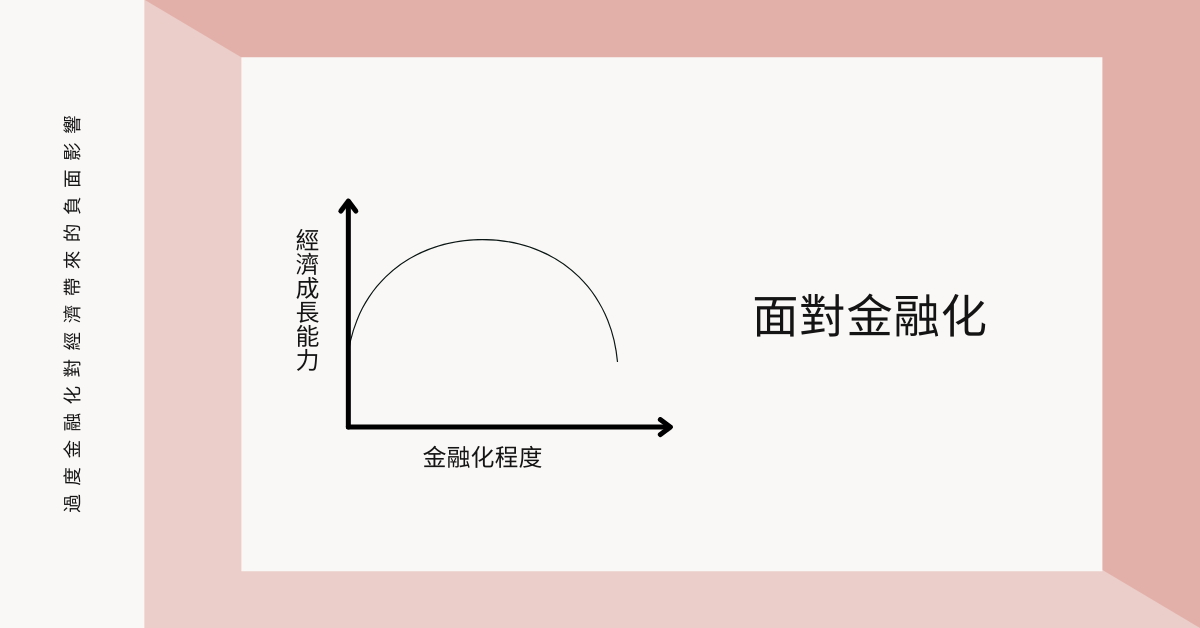 過度金融化對經濟帶來的負面影響
經濟成長能力
金融化程度
面對金融化